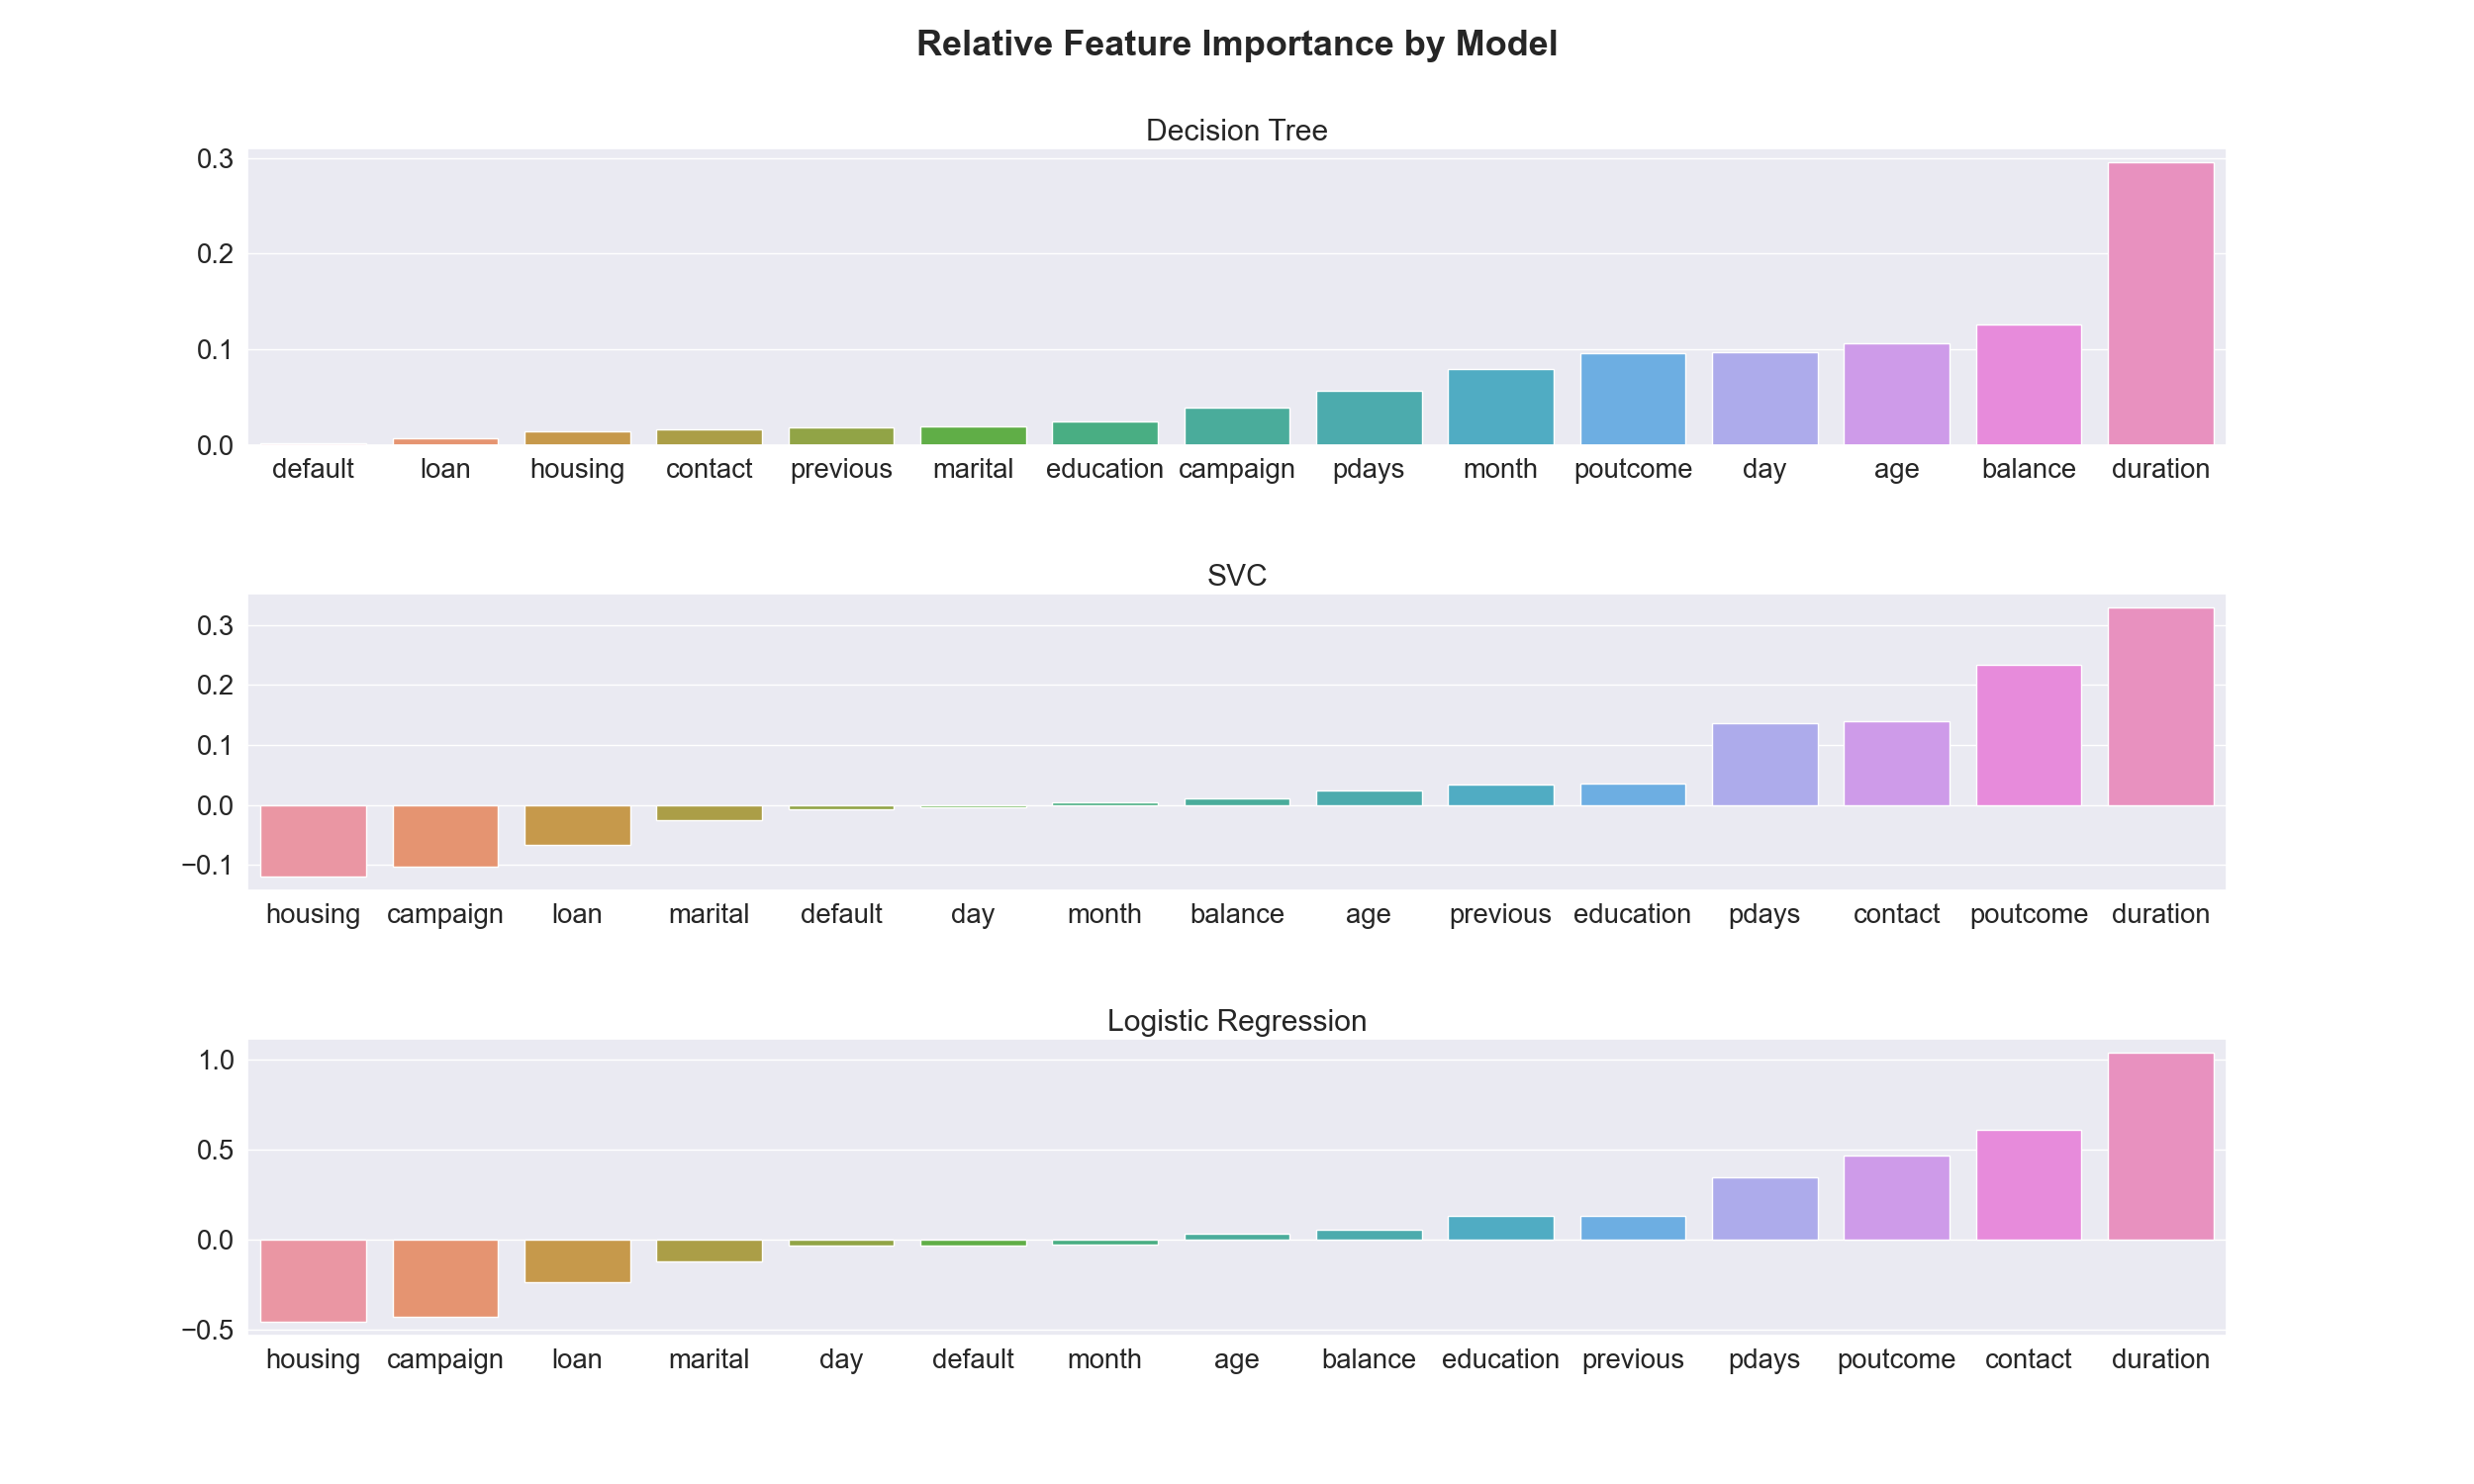 Relative Feature Importance by Model
Decision Tree
0.3
0.2
0.1
0.0
default loan housing contact previous marital education campaign pdays month poutcome day age balance duration
SVC
0.3
0.2
0.1
0.0
−0.1
housing campaign loan marital default day month balance age previous education pdays contact poutcome duration
Logistic Regression
1.0
0.5
0.0
−0.5
housing campaign loan marital day default month age balance education previous pdays poutcome contact duration